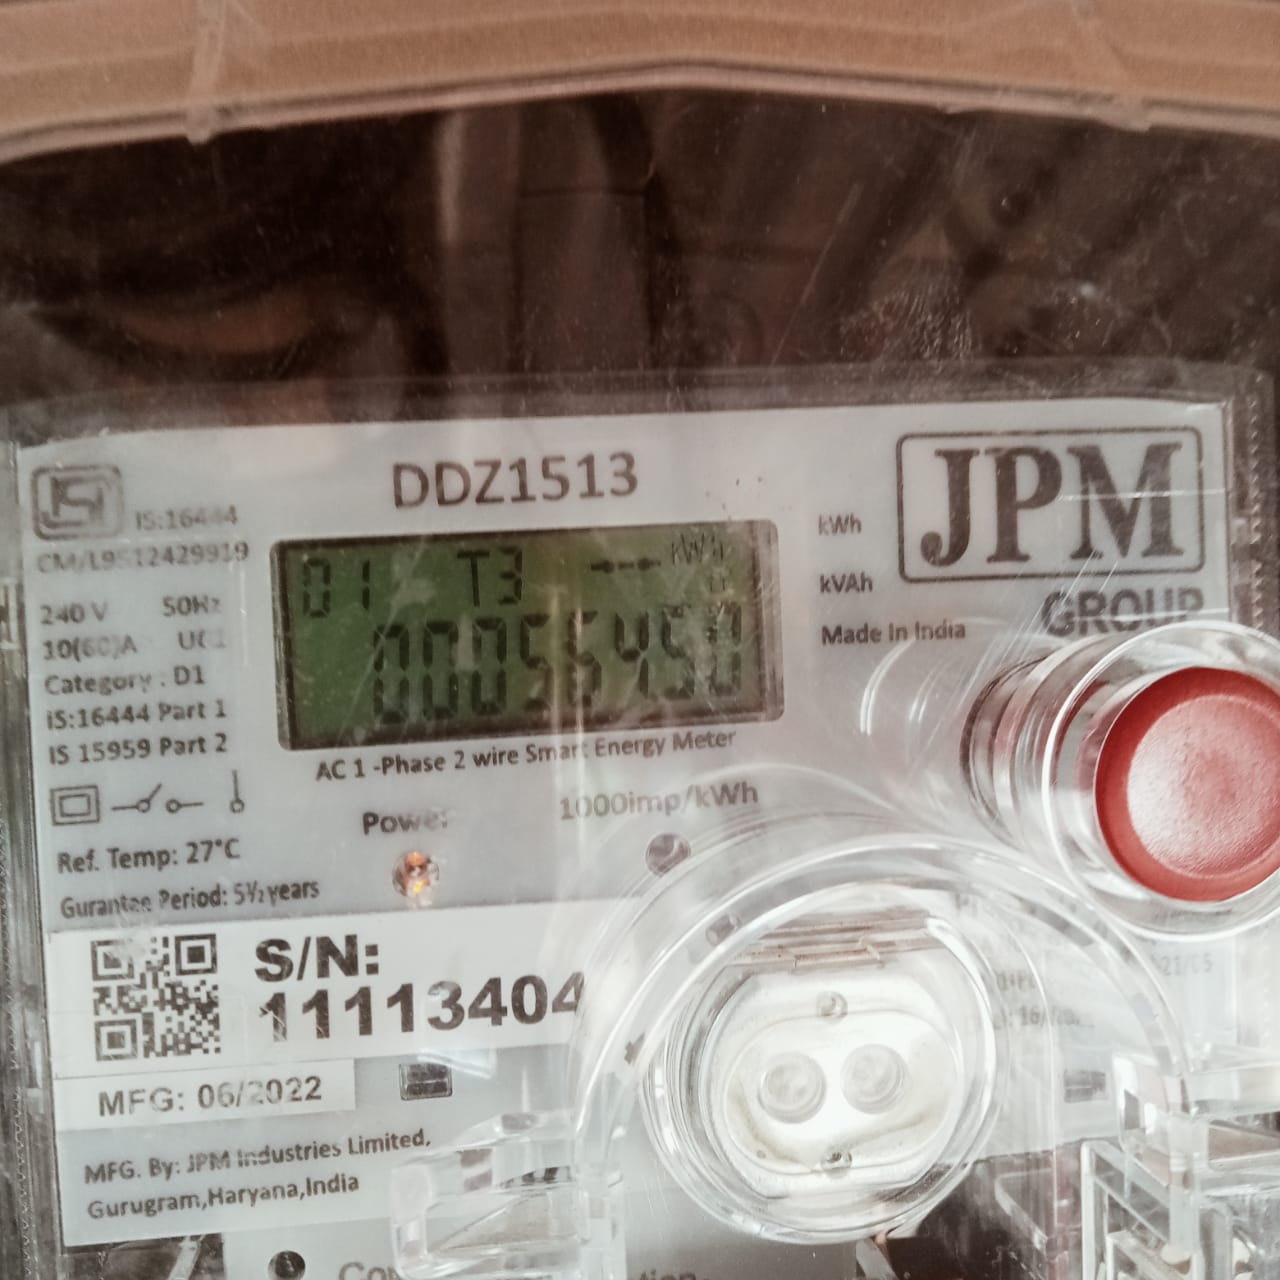 DDZ1513
JPM
GROUP
ISI
IS:16444
CM/L9512429919
01 T3 kWh
kWh
kVAh
Made In India
240 V 50Hz
10(60)A
Category : D1
IS:16444 Part 1
IS 15959 Part 2
AC 1 -Phase 2 wire Smart Energy Meter
Power
1000imp/kWh
Ref. Temp: 27°C
Gurantee Period: 5½ years
S/N:
11113404
MFG: 06/2022
MFG. By: JPM Industries Limited,
Gurugram,Haryana,India